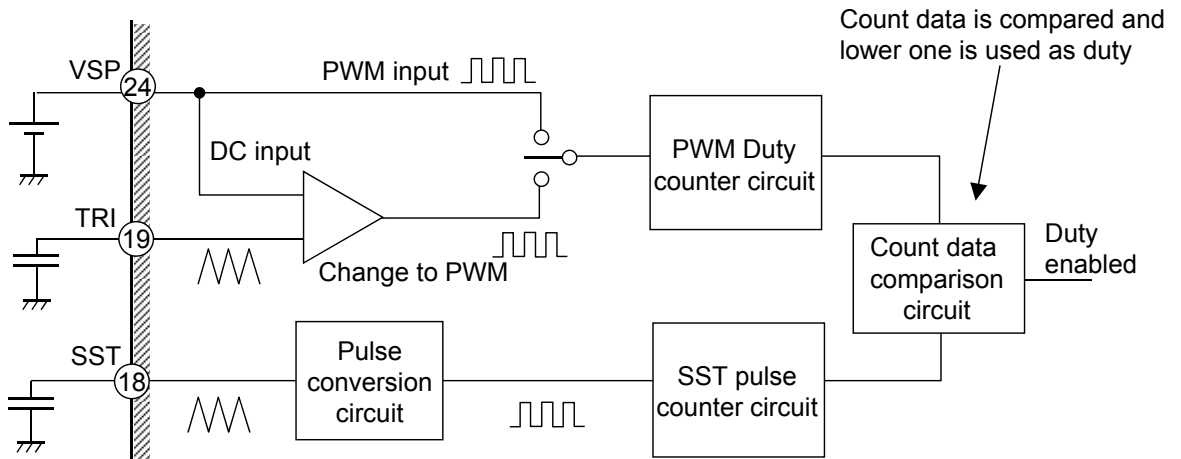 Count data is compared and
lower one is used as duty
VSP
24
PWM input
DC input
PWM Duty
counter circuit
TRI
19
Change to PWM
Count data
comparison
circuit
Duty
enabled
SST
18
Pulse
conversion
circuit
SST pulse
counter circuit